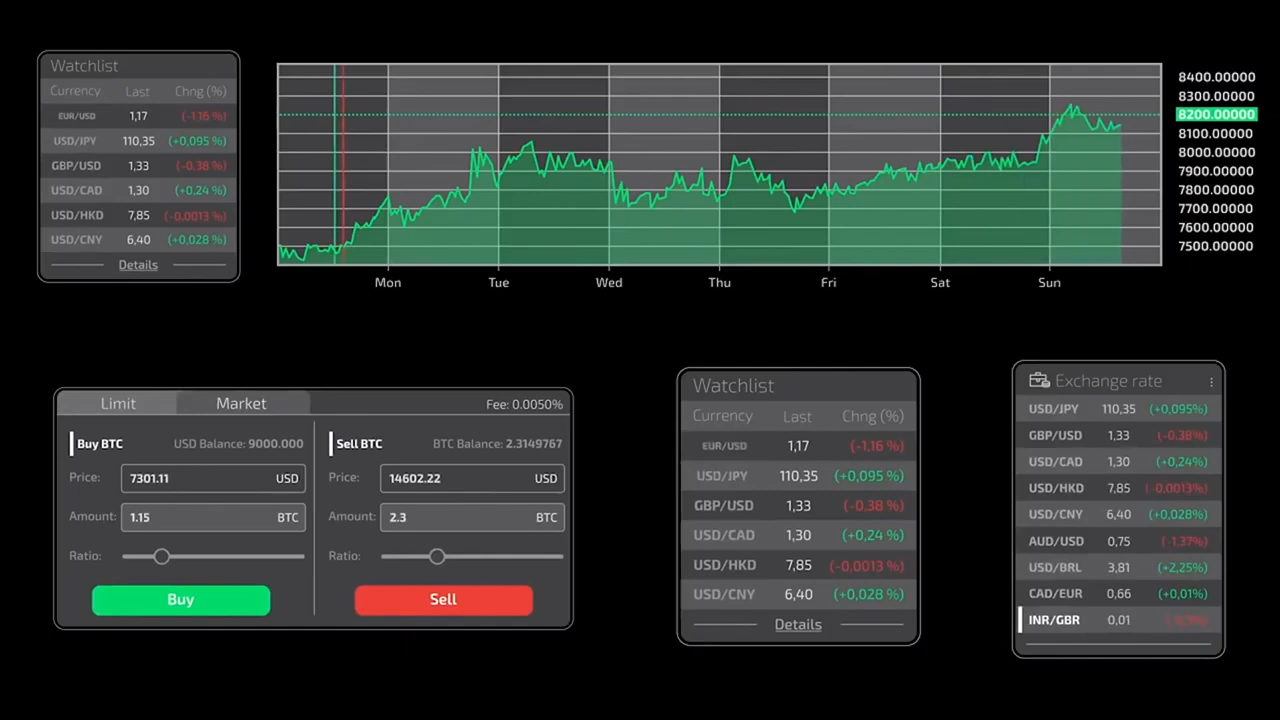 Watchlist
Currency Last Chng (%)
EUR/USD 1,17 (-1.16 %)
USD/JPY 110,35 (+0,095 %)
GBP/USD 1,33 (-0.38 %)
USD/CAD 1,30 (+0.24 %)
USD/HKD 7,85 (-0,0013 %)
USD/CNY 6,40 (+0,028 %)
Details
8400.00000
8300.00000
8200.00000
8100.00000
8000.00000
7900.00000
7800.00000
7700.00000
7600.00000
7500.00000
Mon Tue Wed Thu Fri Sat Sun
Limit Market Fee: 0.0050%
Buy BTC USD Balance: 9000.000
Price: 7301.11 USD
Amount: 1.15 BTC
Ratio:
Buy
Sell BTC BTC Balance: 2.3149767
Price: 14602.22 USD
Amount: 2.3 BTC
Ratio:
Sell
Watchlist
Currency Last Chng (%)
EUR/USD 1,17 (-1,16 %)
USD/JPY 110,35 (+0,095 %)
GBP/USD 1,33 (-0.38 %)
USD/CAD 1,30 (+0,24 %)
USD/HKD 7,85 (-0,0013 %)
USD/CNY 6,40 (+0,028 %)
Details
Exchange rate
USD/JPY 110,35 (+0,095%)
GBP/USD 1,33 (-0.38%)
USD/CAD 1,30 (+0,24%)
USD/HKD 7,85 (-0,0013%)
USD/CNY 6,40 (+0,028%)
AUD/USD 0,75 (-1.37%)
USD/BRL 3,81 (+2,25%)
CAD/EUR 0,66 (+0,01%)
INR/GBR 0,01